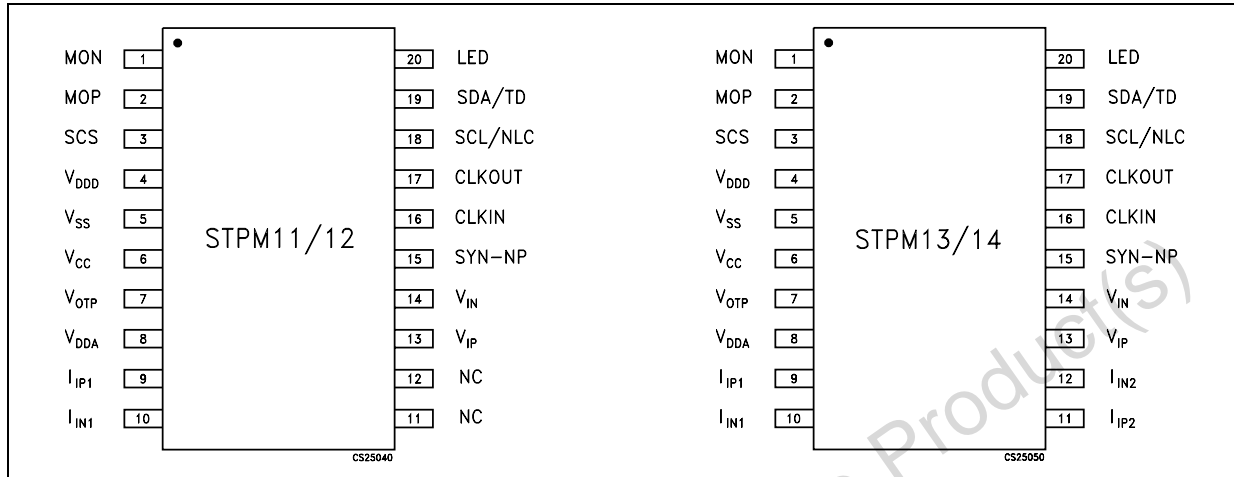 MON 1 20 LED
MOP 2 19 SDA/TD
SCS 3 18 SCL/NLC
VDDD 4 17 CLKOUT
VSS 5 16 CLKIN
STPM11/12
VCC 6 15 SYN-NP
VOTP 7 14 VIN
VDDA 8 13 VIP
IIP1 9 12 NC
IIN1 10 11 NC
CS25040
MON 1 20 LED
MOP 2 19 SDA/TD
SCS 3 18 SCL/NLC
VDDD 4 17 CLKOUT
VSS 5 16 CLKIN
STPM13/14
VCC 6 15 SYN-NP
VOTP 7 14 VIN
VDDA 8 13 VIP
IIP1 9 12 IIN2
IIN1 10 11 IIP2
CS25050
Product(s)